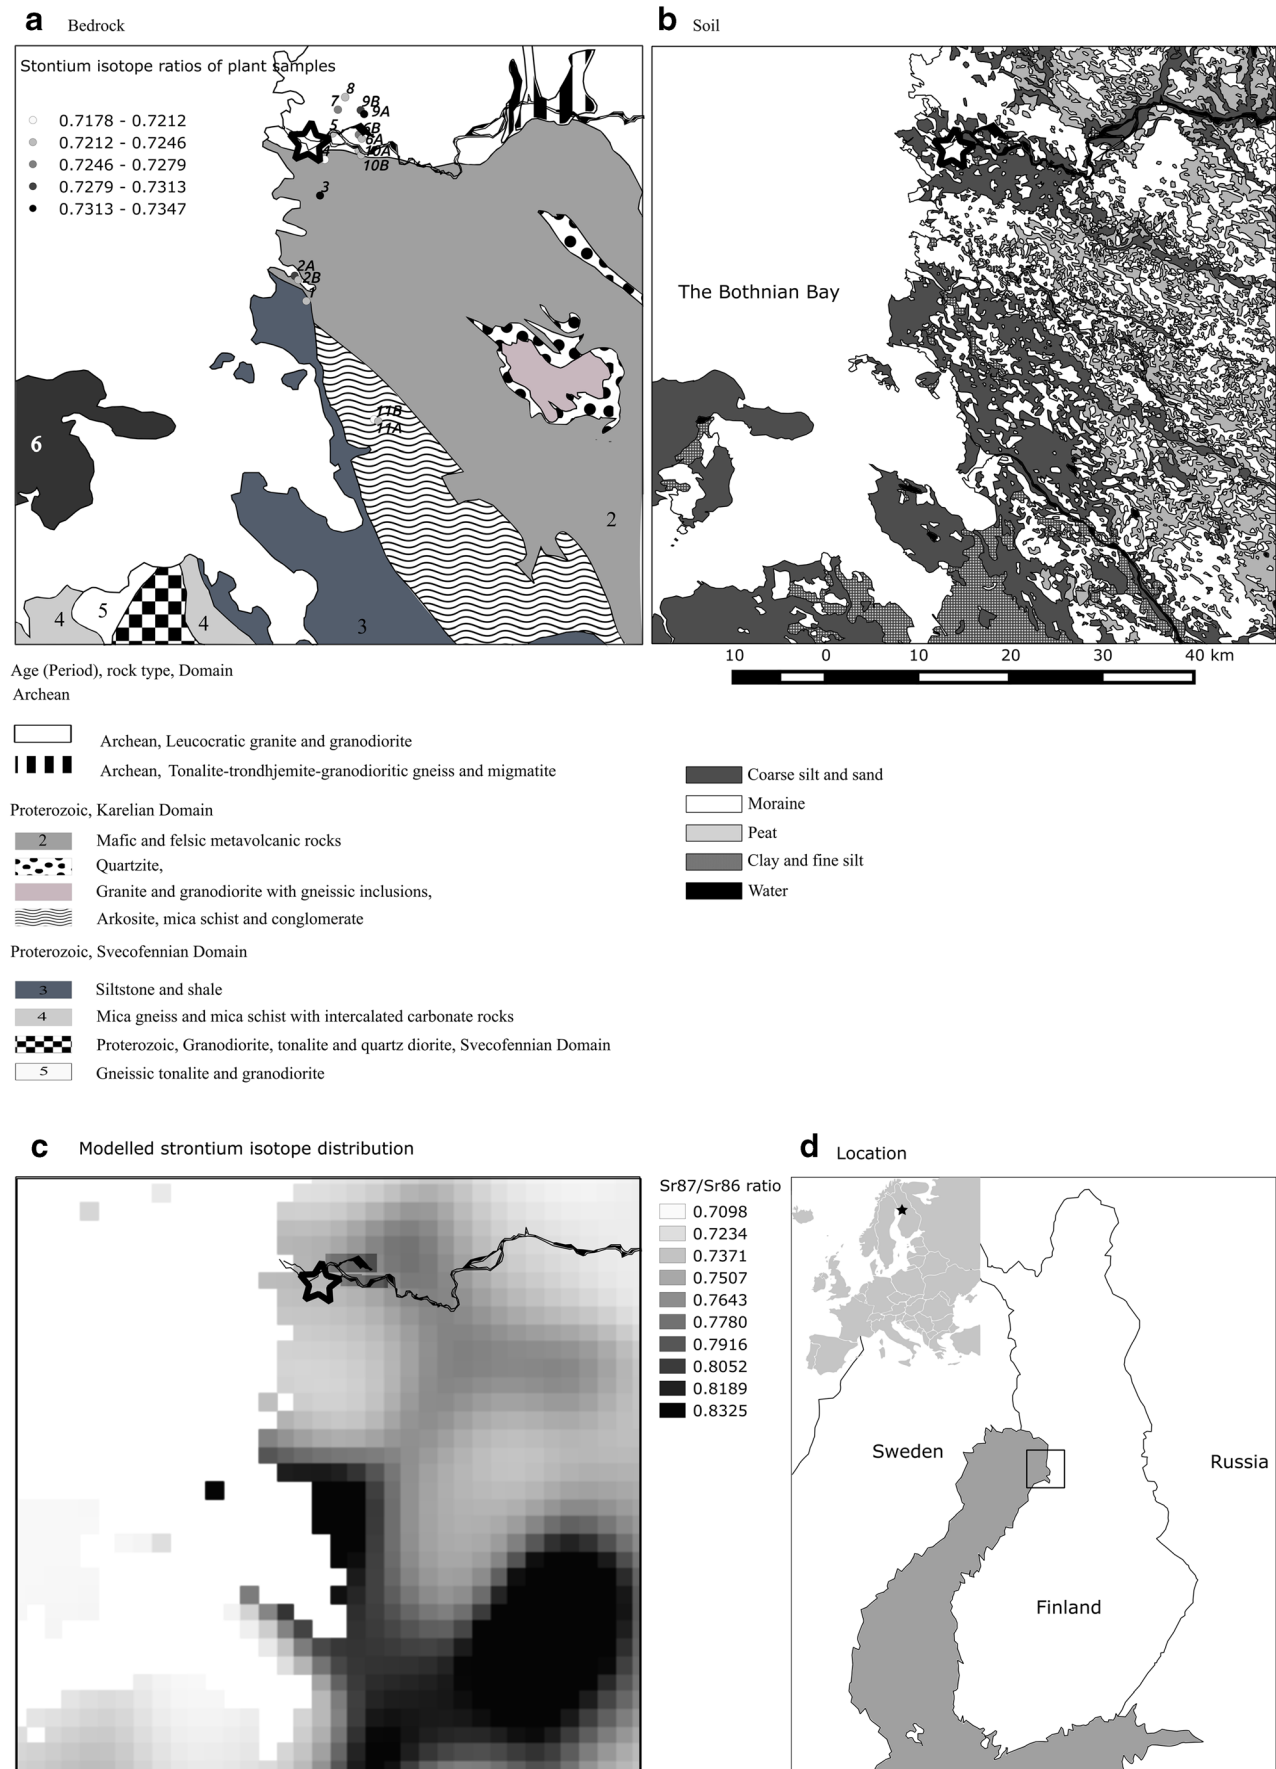 a Bedrock
Stontium isotope ratios of plant samples
0.7178 - 0.7212
0.7212 - 0.7246
0.7246 - 0.7279
0.7279 - 0.7313
0.7313 - 0.7347
8
7
9B
9A
5
6B
6A
4
10A
10B
3
2A
2B
1
11B
11A
6
2
4
5
4
3
b Soil
The Bothnian Bay
10 0 10 20 30 40 km
Age (Period), rock type, Domain
Archean
Archean, Leucocratic granite and granodiorite
Archean, Tonalite-trondhjemite-granodioritic gneiss and migmatite
Proterozoic, Karelian Domain
2 Mafic and felsic metavolcanic rocks
Quartzite,
Granite and granodiorite with gneissic inclusions,
Arkosite, mica schist and conglomerate
Proterozoic, Svecofennian Domain
3 Siltstone and shale
4 Mica gneiss and mica schist with intercalated carbonate rocks
Proterozoic, Granodiorite, tonalite and quartz diorite, Svecofennian Domain
5 Gneissic tonalite and granodiorite
Coarse silt and sand
Moraine
Peat
Clay and fine silt
Water
c Modelled strontium isotope distribution
Sr87/Sr86 ratio
0.7098
0.7234
0.7371
0.7507
0.7643
0.7780
0.7916
0.8052
0.8189
0.8325
d Location
Sweden
Russia
Finland